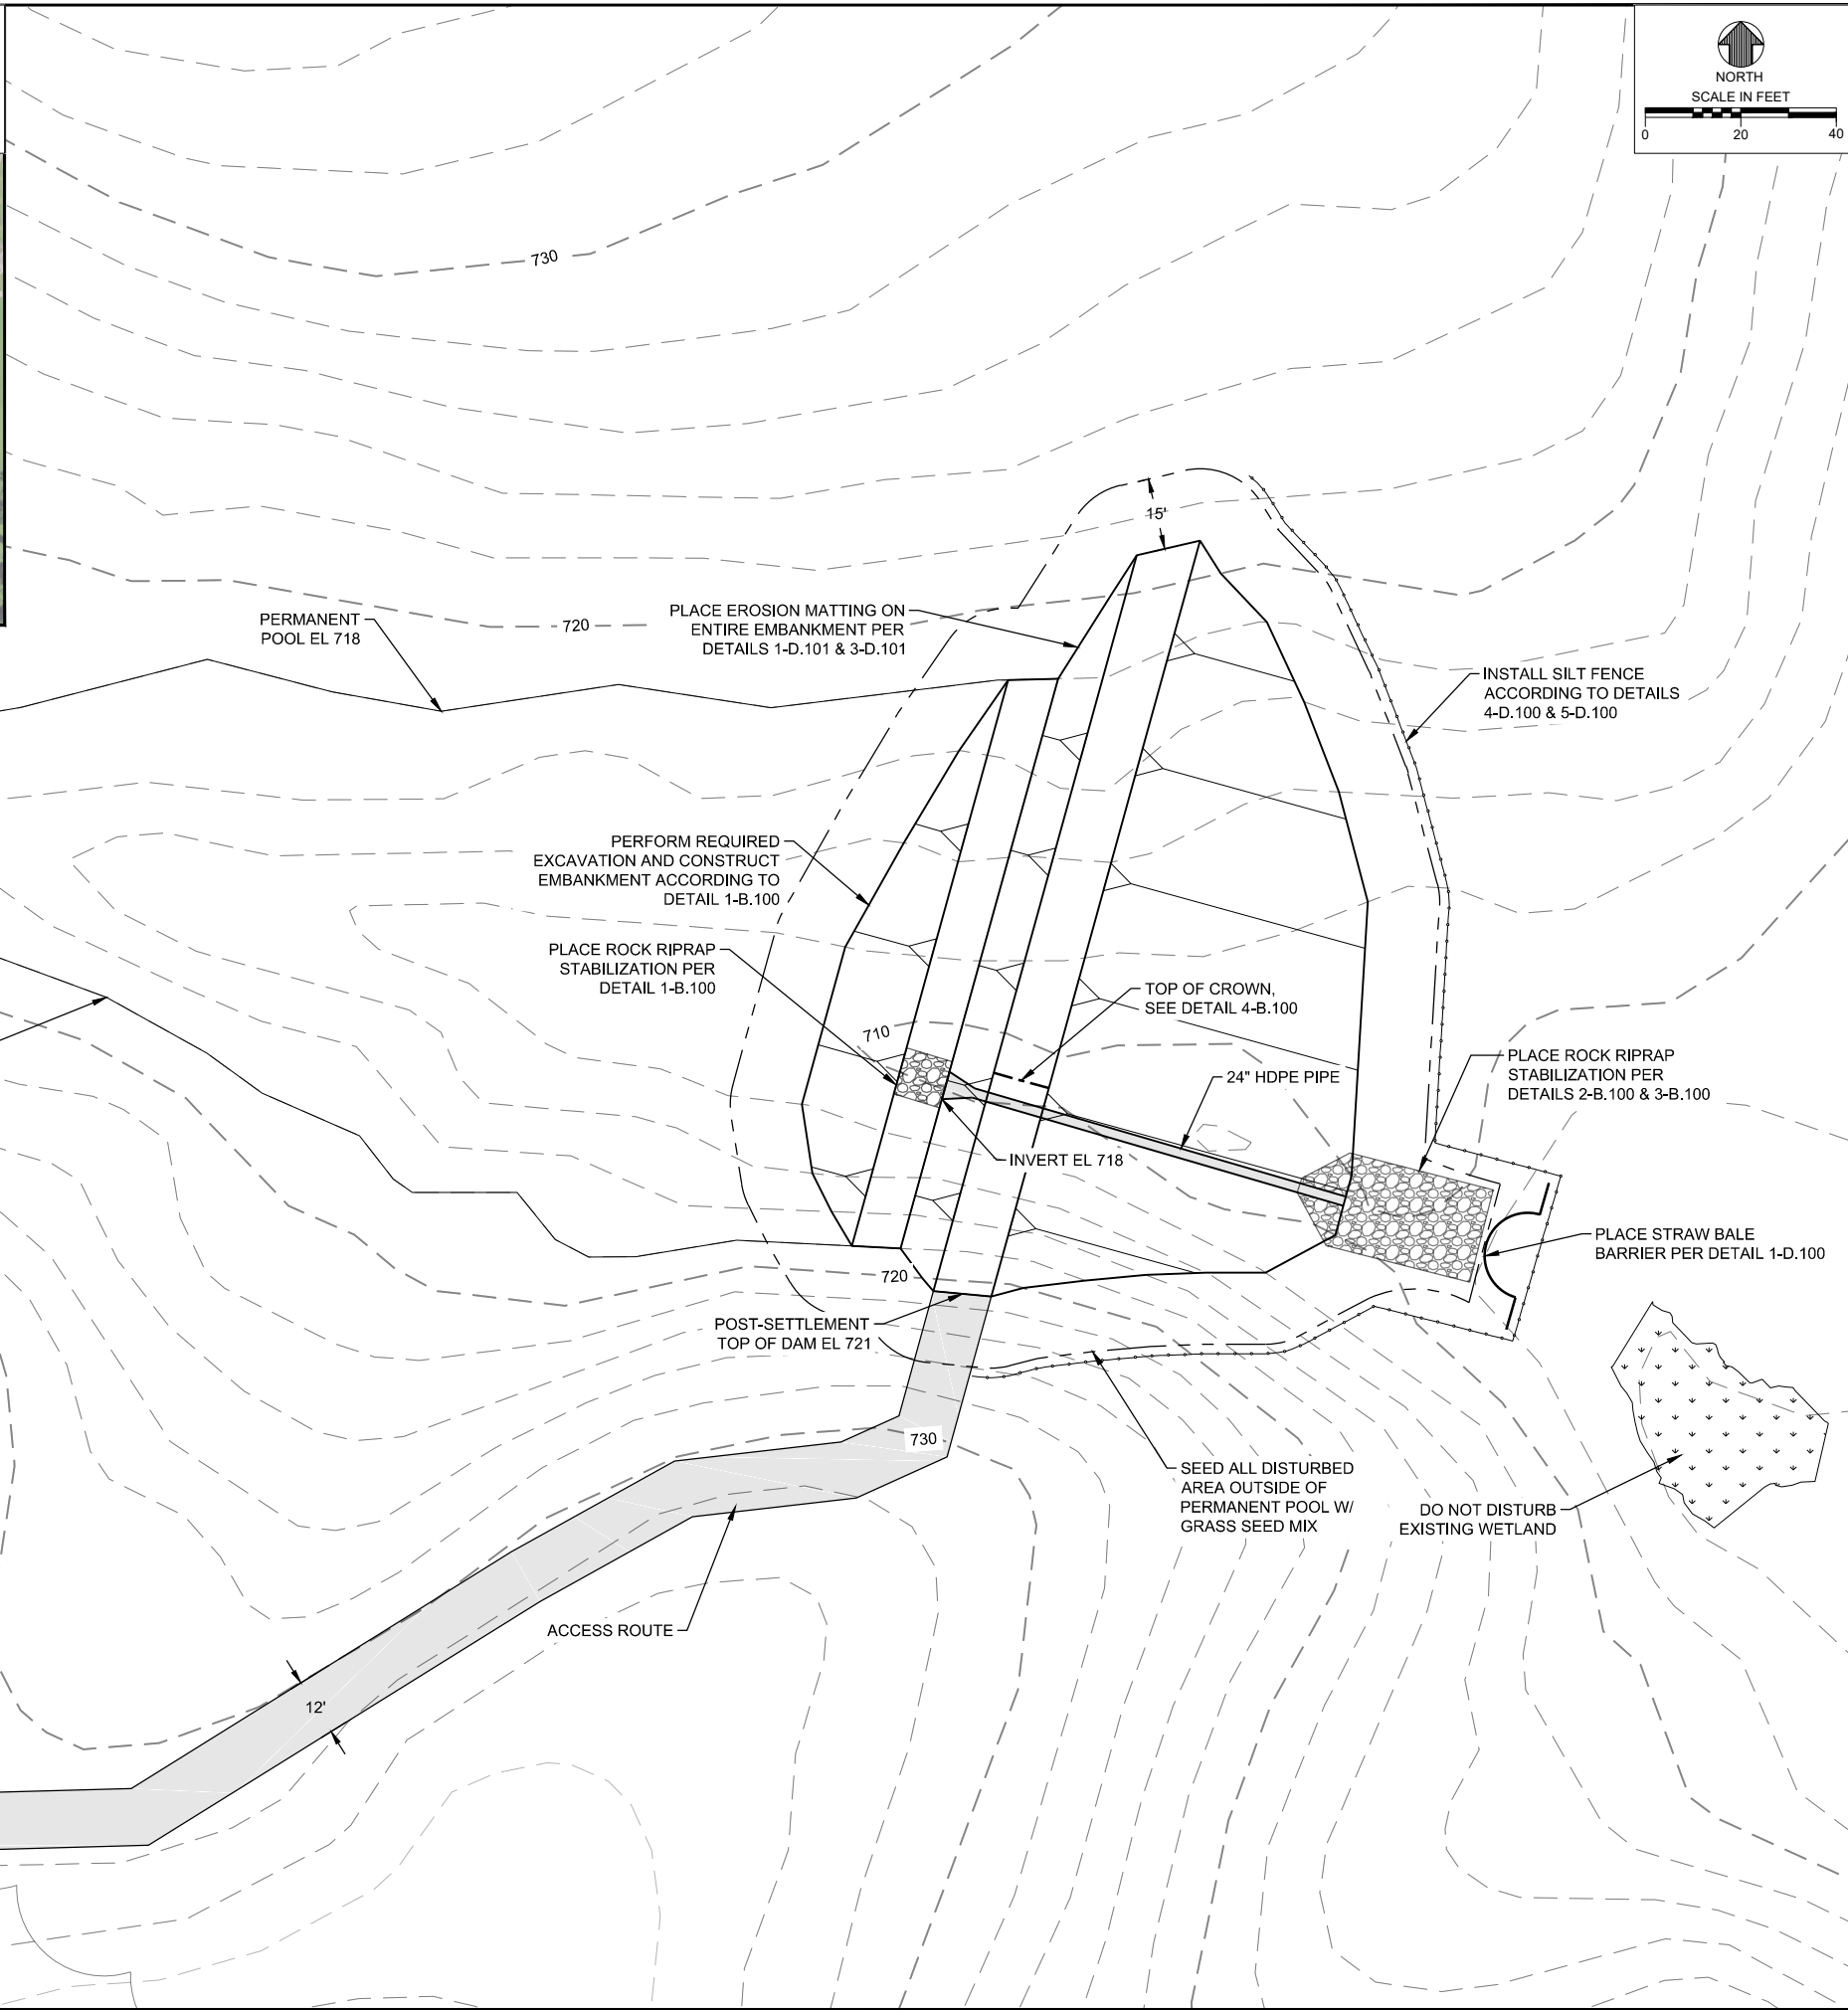 NORTH
SCALE IN FEET
0 20 40
730
15'
PERMANENT
POOL EL 718
720
PLACE EROSION MATTING ON
ENTIRE EMBANKMENT PER
DETAILS 1-D.101 & 3-D.101
INSTALL SILT FENCE
ACCORDING TO DETAILS
4-D.100 & 5-D.100
PERFORM REQUIRED
EXCAVATION AND CONSTRUCT
EMBANKMENT ACCORDING TO
DETAIL 1-B.100
PLACE ROCK RIPRAP
STABILIZATION PER
DETAIL 1-B.100
TOP OF CROWN,
SEE DETAIL 4-B.100
710
24" HDPE PIPE
PLACE ROCK RIPRAP
STABILIZATION PER
DETAILS 2-B.100 & 3-B.100
INVERT EL 718
PLACE STRAW BALE
BARRIER PER DETAIL 1-D.100
720
POST-SETTLEMENT
TOP OF DAM EL 721
730
SEED ALL DISTURBED
AREA OUTSIDE OF
PERMANENT POOL W/
GRASS SEED MIX
DO NOT DISTURB
EXISTING WETLAND
ACCESS ROUTE
12'